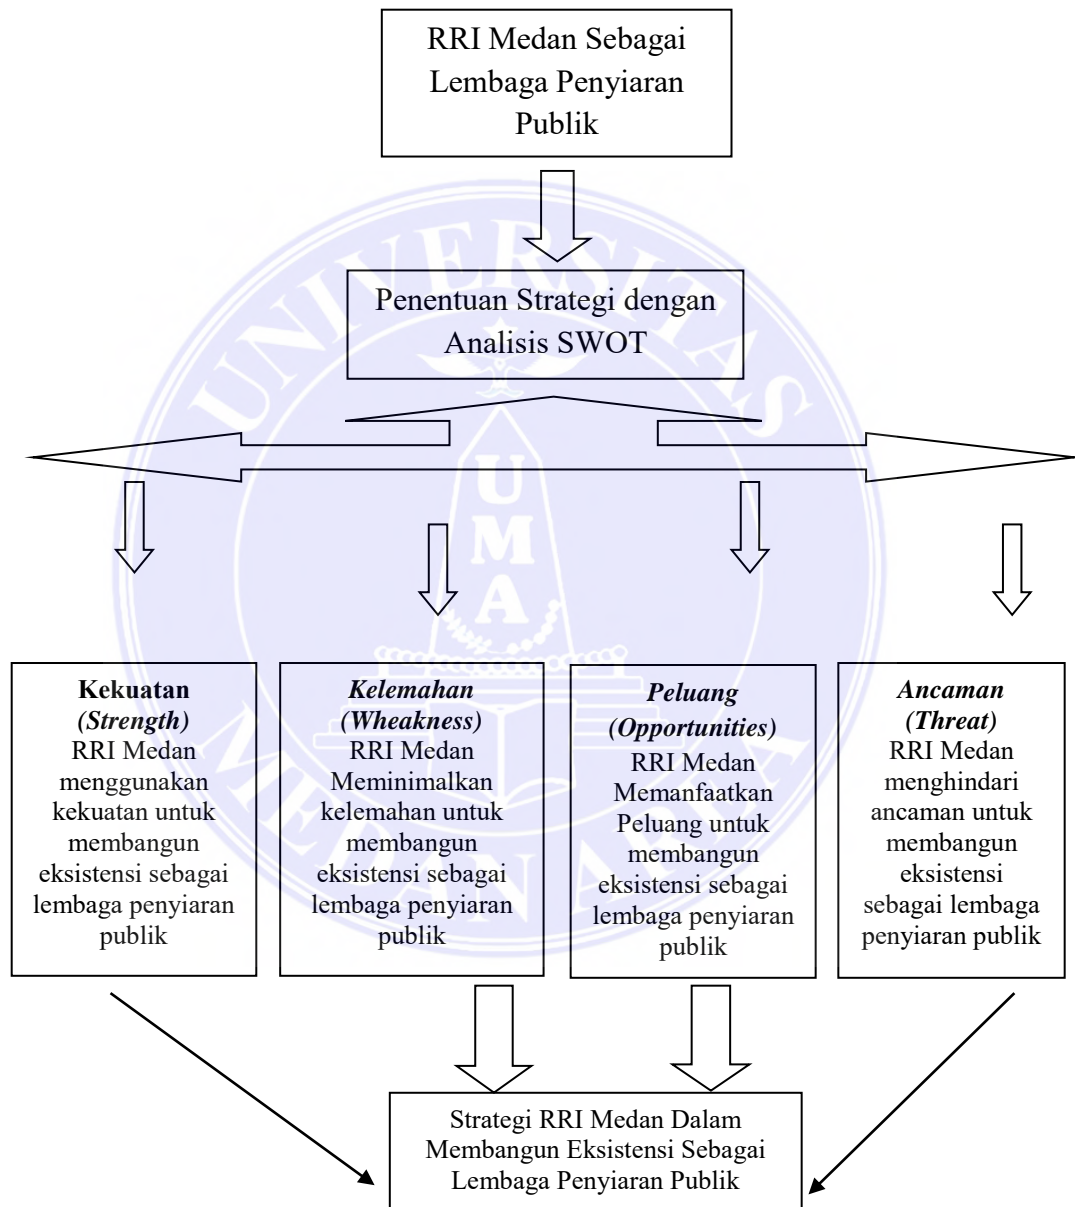 RRI Medan Sebagai
Lembaga Penyiaran
Publik
UNIVERSITAS
Penentuan Strategi dengan
Analisis SWOT
U
M
A
Kekuatan
(Strength)
RRI Medan
menggunakan
kekuatan untuk
membangun
eksistensi sebagai
lembaga penyiaran
publik
Kelemahan
(Wheakness)
RRI Medan
Meminimalkan
kelemahan untuk
membangun
eksistensi sebagai
lembaga penyiaran
publik
Peluang
(Opportunities)
RRI Medan
Memanfaatkan
Peluang untuk
membangun
eksistensi sebagai
lembaga penyiaran
publik
Ancaman
(Threat)
RRI Medan
menghindari
ancaman untuk
membangun
eksistensi
sebagai lembaga
penyiaran publik
MEDAN AREA
Strategi RRI Medan Dalam
Membangun Eksistensi Sebagai
Lembaga Penyiaran Publik